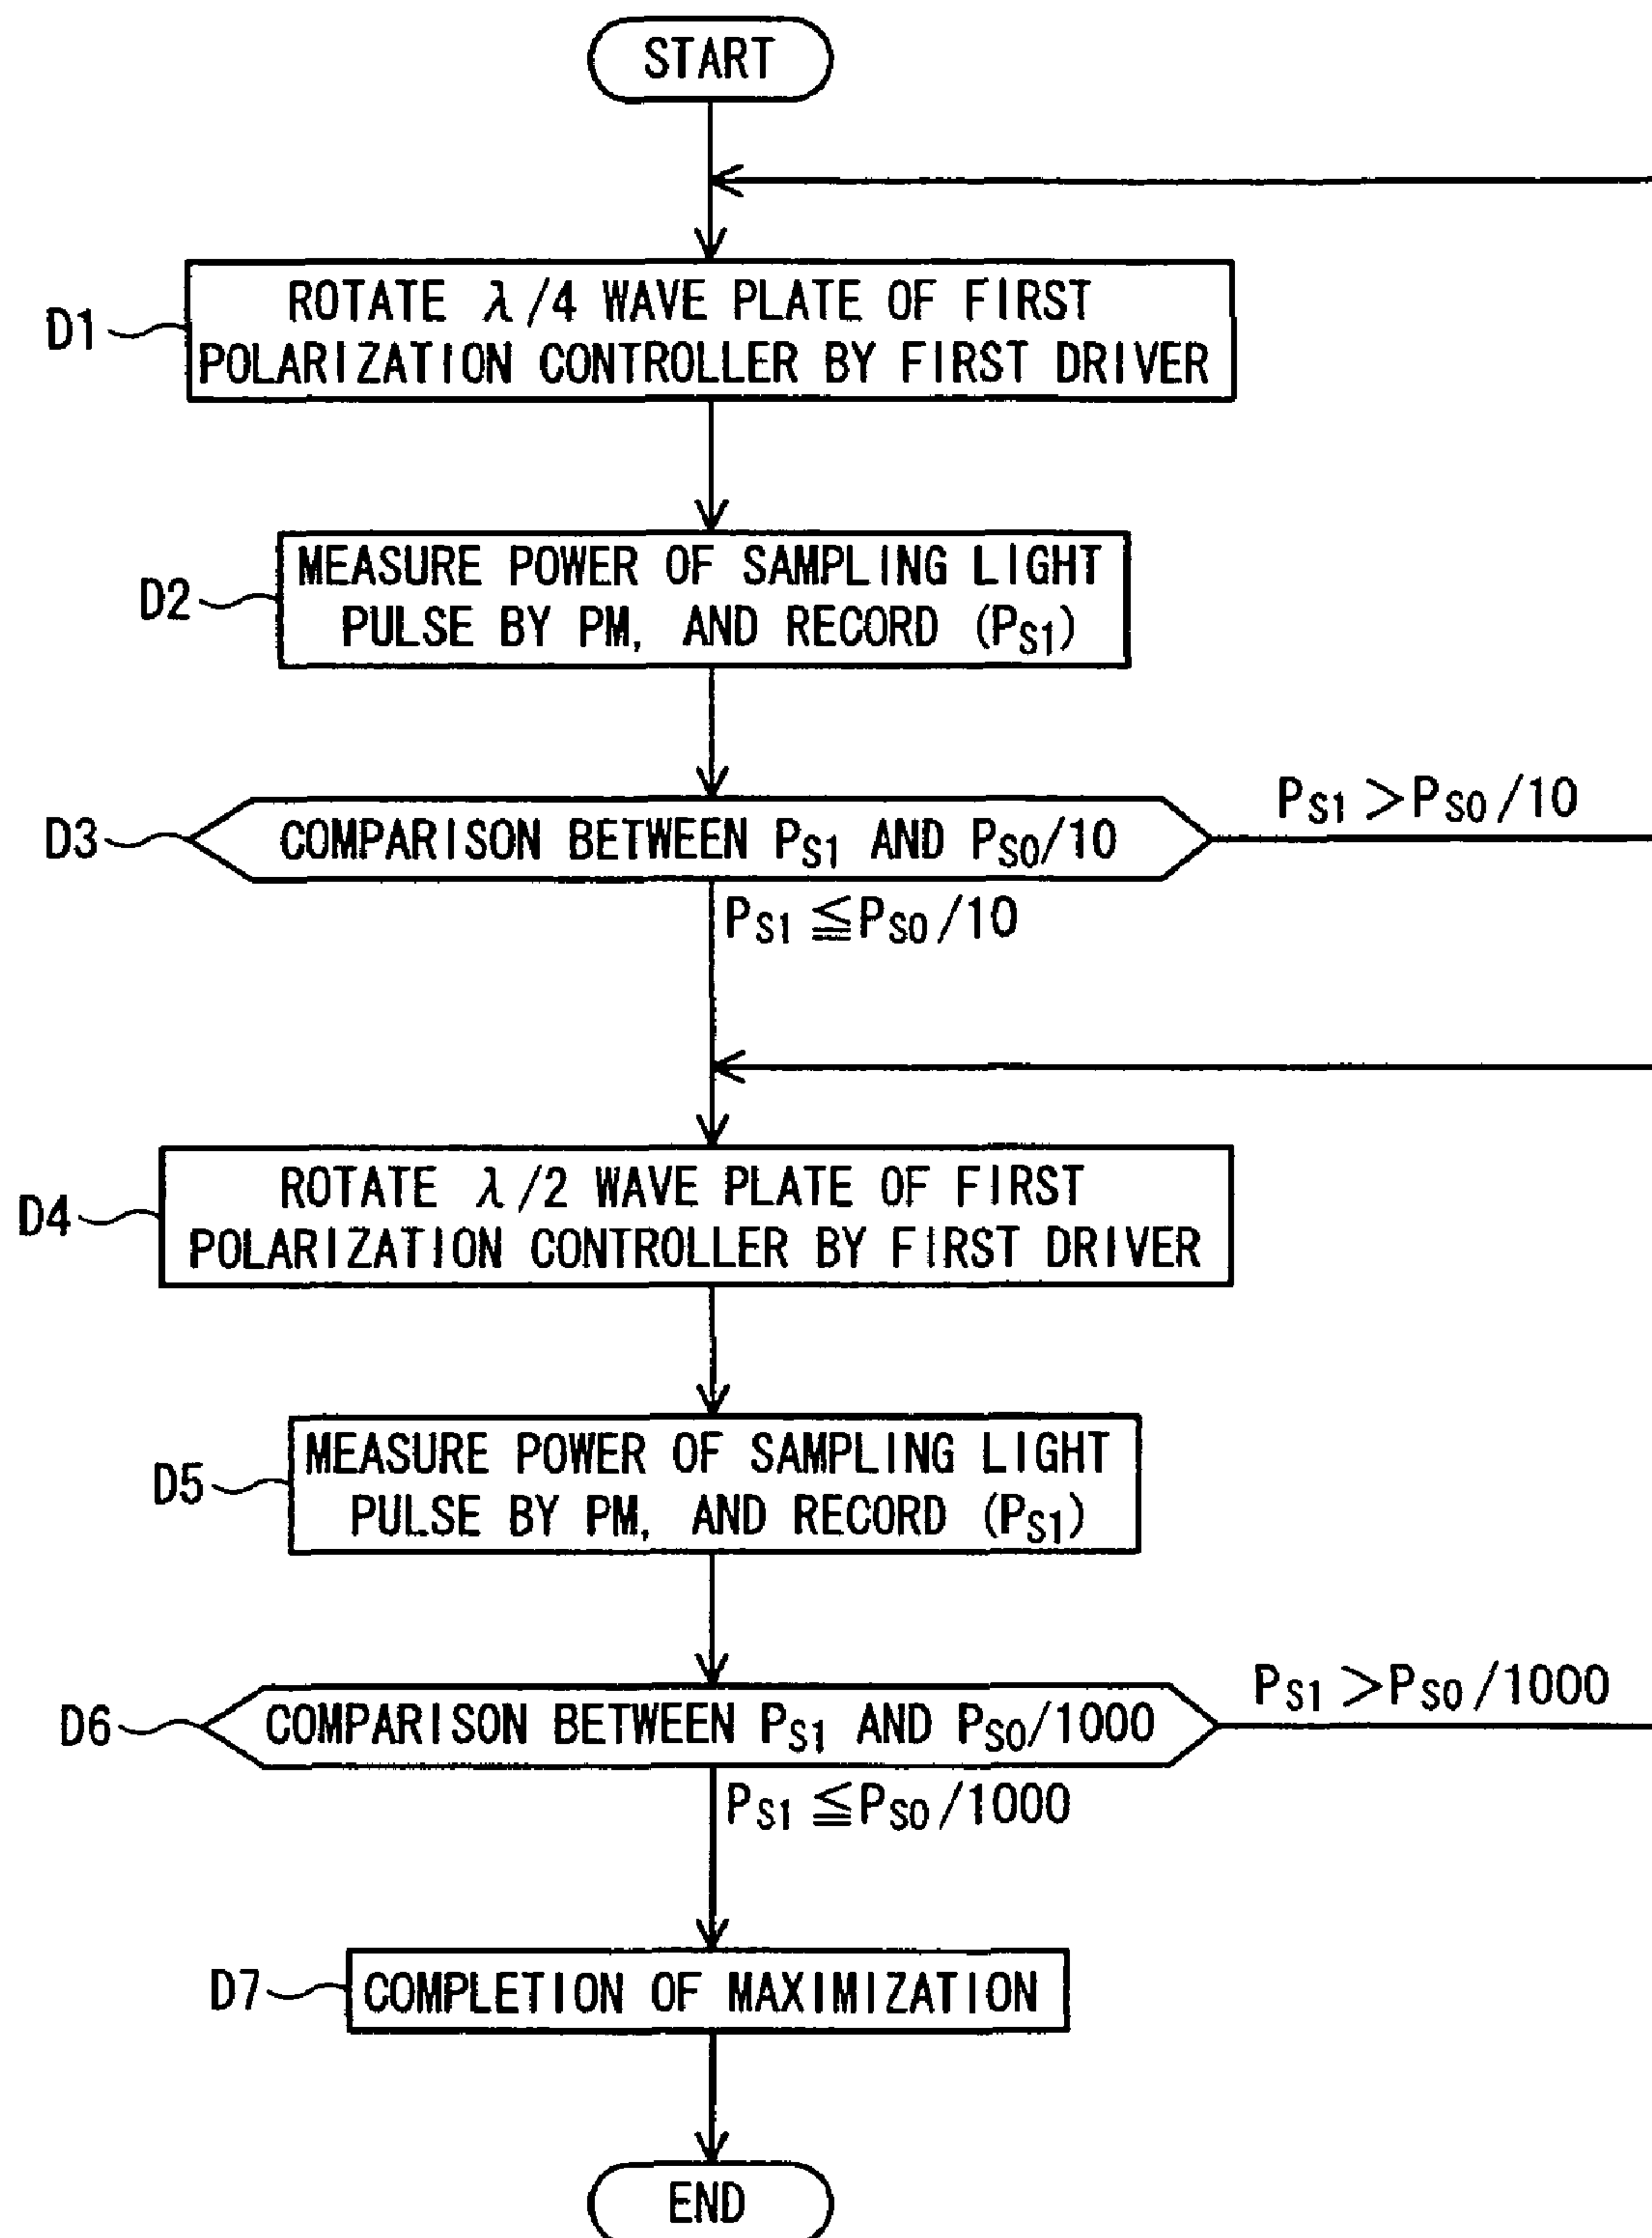 START
D1
ROTATE λ/4 WAVE PLATE OF FIRST
POLARIZATION CONTROLLER BY FIRST DRIVER
D2
MEASURE POWER OF SAMPLING LIGHT
PULSE BY PM, AND RECORD (PS1)
D3
COMPARISON BETWEEN PS1 AND PS0/10
PS1 >PS0/10
PS1 ≦PS0/10
D4
ROTATE λ/2 WAVE PLATE OF FIRST
POLARIZATION CONTROLLER BY FIRST DRIVER
D5
MEASURE POWER OF SAMPLING LIGHT
PULSE BY PM, AND RECORD (PS1)
D6
COMPARISON BETWEEN PS1 AND PS0/1000
PS1 >PS0/1000
PS1 ≦PS0/1000
D7
COMPLETION OF MAXIMIZATION
END